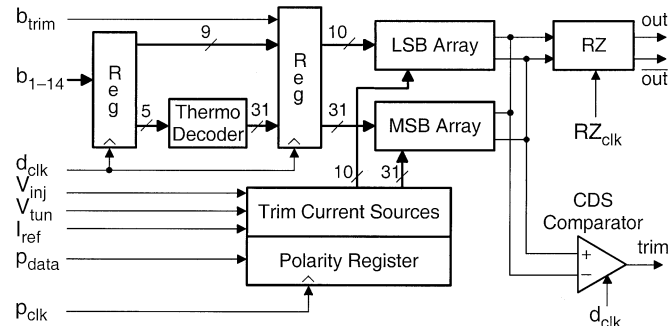 b_trim
9
10
LSB Array
RZ
out
out
b_1–14
Reg
Reg
5
Thermo
Decoder
31
31
MSB Array
RZ_clk
d_clk
V_inj
V_tun
I_ref
p_data
p_clk
10
31
Trim Current Sources
Polarity Register
CDS
Comparator
+
−
trim
d_clk